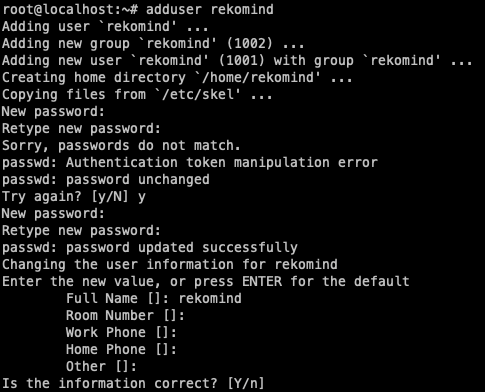 root@localhost:~# adduser rekomind
Adding user `rekomind' ...
Adding new group `rekomind' (1002) ...
Adding new user `rekomind' (1001) with group `rekomind' ...
Creating home directory `/home/rekomind' ...
Copying files from `/etc/skel' ...
New password:
Retype new password:
Sorry, passwords do not match.
passwd: Authentication token manipulation error
passwd: password unchanged
Try again? [y/N] y
New password:
Retype new password:
passwd: password updated successfully
Changing the user information for rekomind
Enter the new value, or press ENTER for the default
Full Name []: rekomind
Room Number []:
Work Phone []:
Home Phone []:
Other []:
Is the information correct? [Y/n]